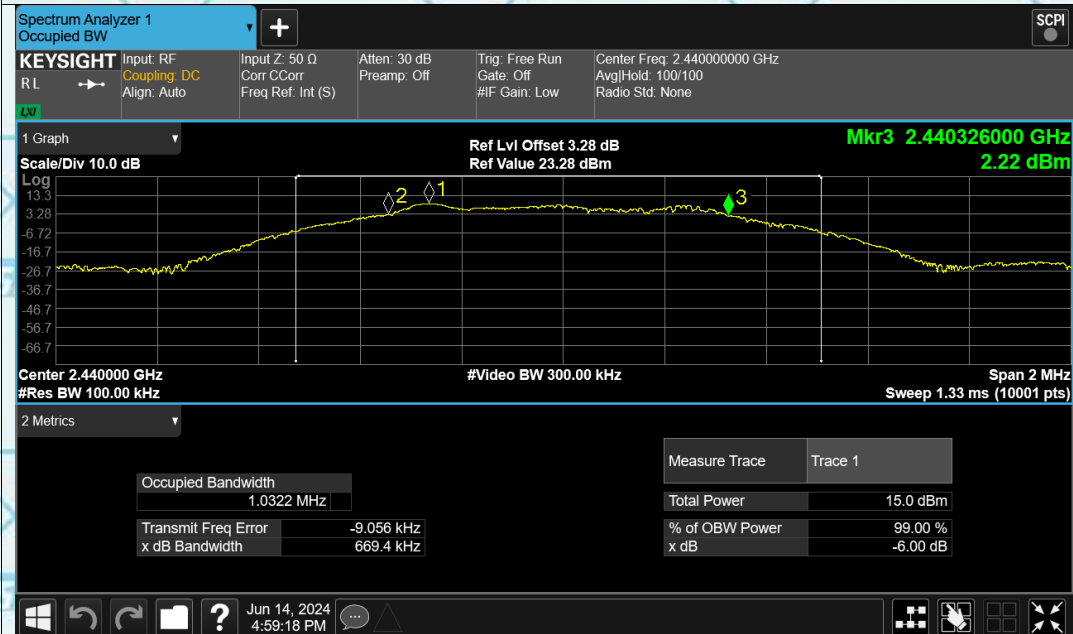 Spectrum Analyzer 1
Occupied BW
+
SCPI
KEYSIGHT
RL
LXI
Input: RF
Coupling: DC
Align: Auto
Input Z: 50 Ω
Corr CCorr
Freq Ref: Int (S)
Atten: 30 dB
Preamp: Off
Trig: Free Run
Gate: Off
#IF Gain: Low
Center Freq: 2.440000000 GHz
Avg|Hold: 100/100
Radio Std: None
1 Graph
Scale/Div 10.0 dB
Ref Lvl Offset 3.28 dB
Ref Value 23.28 dBm
Mkr3 2.440326000 GHz
2.22 dBm
Log
13.3
3.28
-6.72
-16.7
-26.7
-36.7
-46.7
-56.7
-66.7
2
1
3
Center 2.440000 GHz
#Res BW 100.00 kHz
#Video BW 300.00 kHz
Span 2 MHz
Sweep 1.33 ms (10001 pts)
2 Metrics
Occupied Bandwidth
1.0322 MHz
Transmit Freq Error -9.056 kHz
x dB Bandwidth 669.4 kHz
Measure Trace Trace 1
Total Power 15.0 dBm
% of OBW Power 99.00 %
x dB -6.00 dB
?
Jun 14, 2024
4:59:18 PM